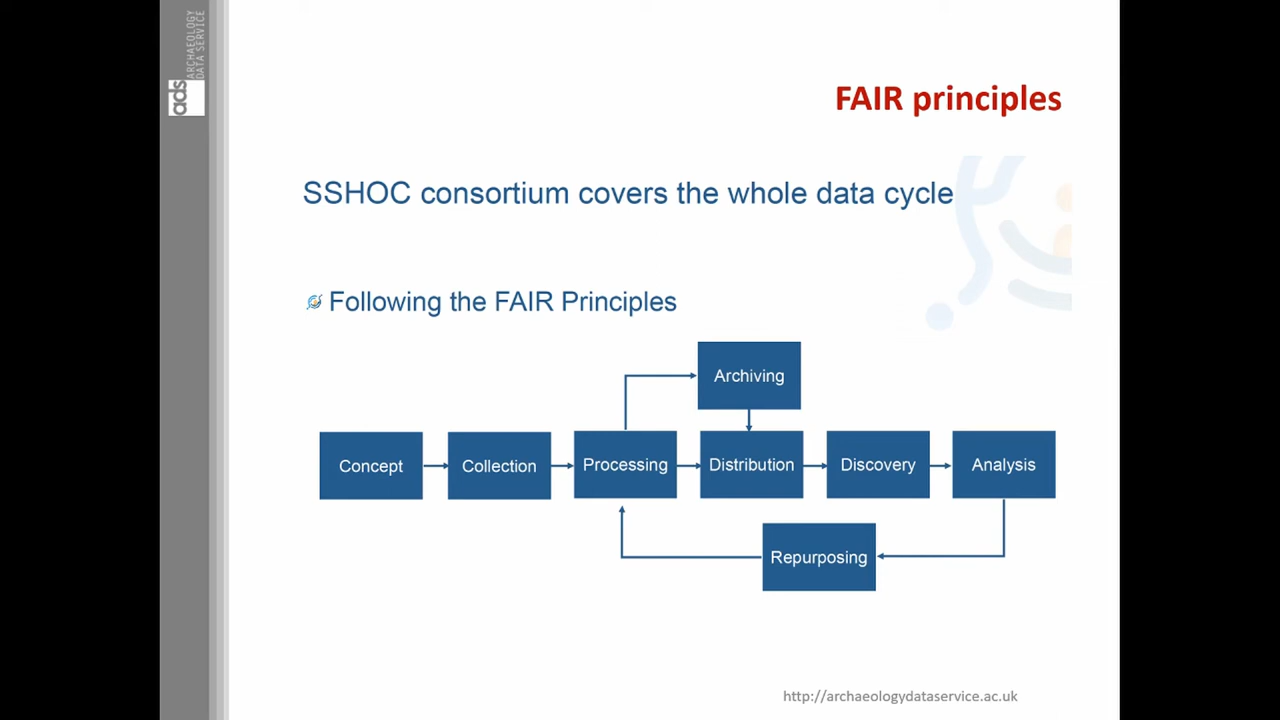 ads
ARCHAEOLOGY
DATA SERVICE
FAIR principles
SSHOC consortium covers the whole data cycle
Following the FAIR Principles
Archiving
Concept
Collection
Processing
Distribution
Discovery
Analysis
Repurposing
http://archaeologydataservice.ac.uk